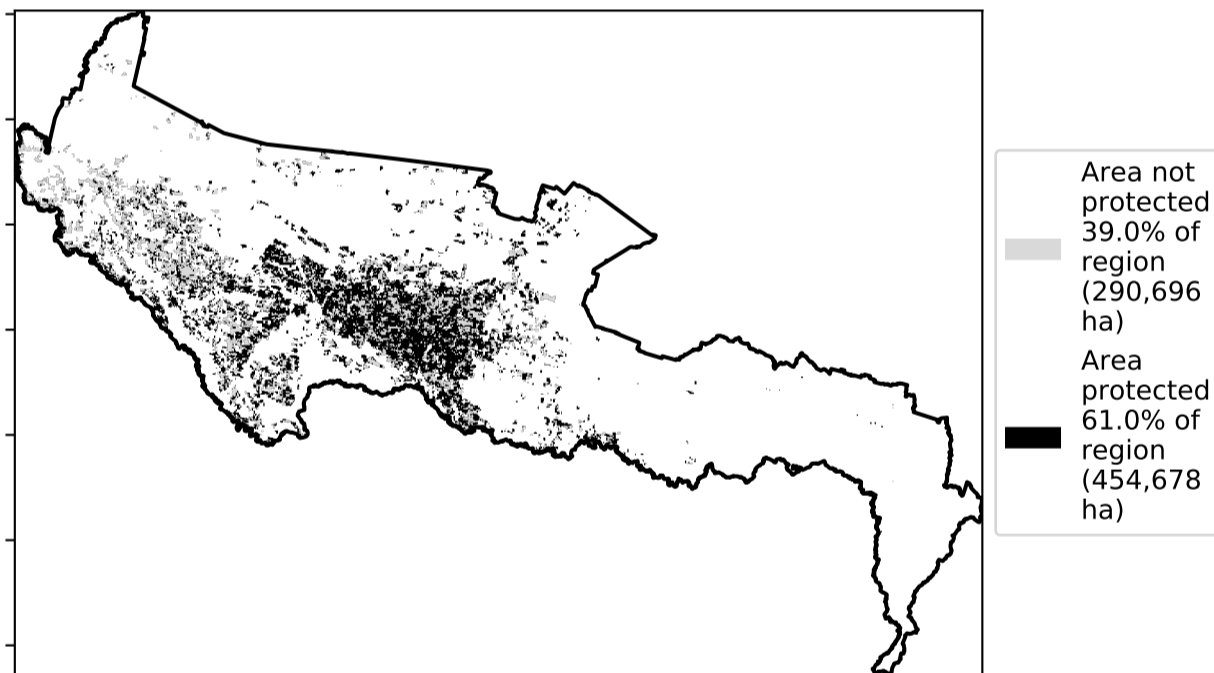 Area not
protected
39.0% of
region
(290,696
ha)
Area
protected
61.0% of
region
(454,678
ha)